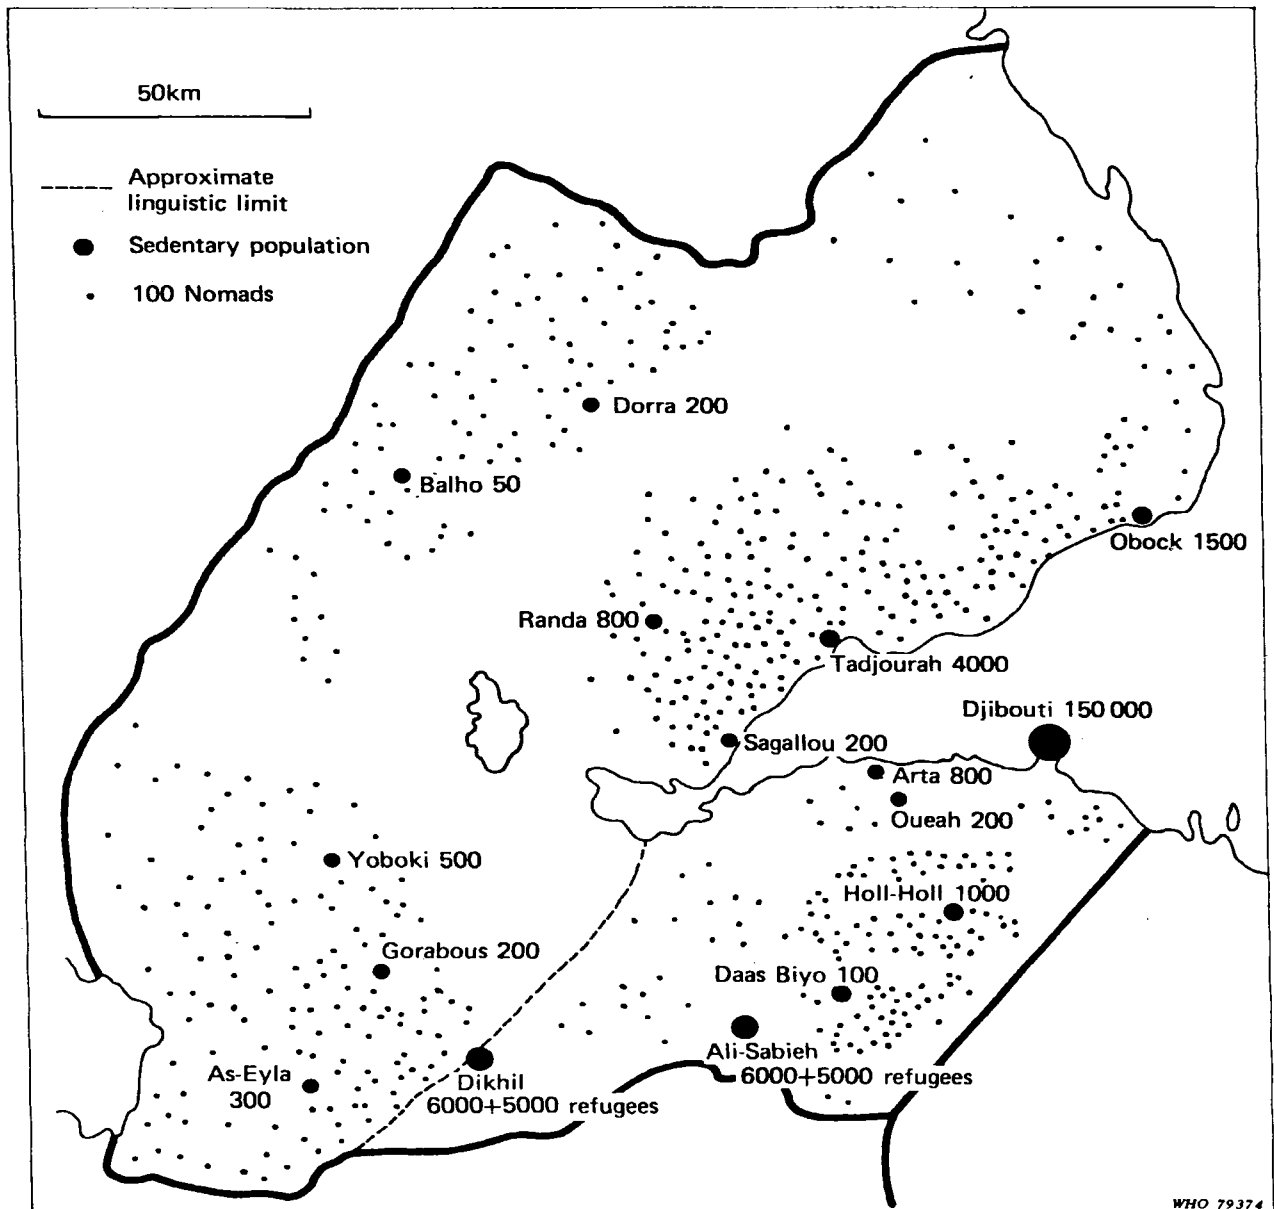 50km
Approximate
linguistic limit
Sedentary population
100 Nomads
Dorra 200
Balho 50
Obock 1500
Randa 800
Tadjourah 4000
Djibouti 150 000
Sagallou 200
Arta 800
Oueah 200
Yoboki 500
Holl-Holl 1000
Gorabous 200
Daas Biyo 100
Ali-Sabieh
6000+5000 refugees
As-Eyla
300
Dikhil
6000+5000 refugees
WHO 79374